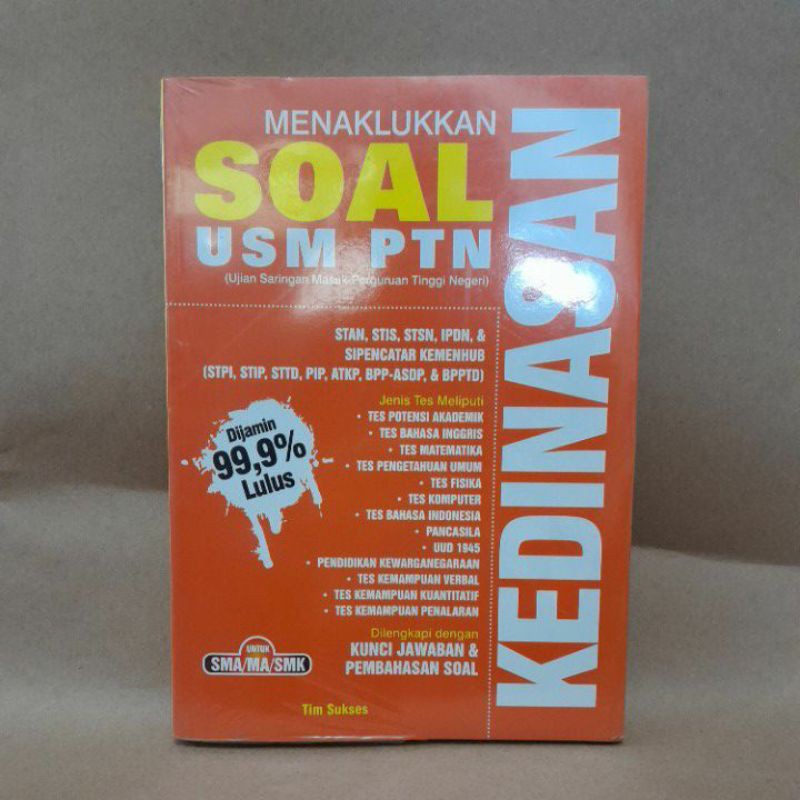 MENAKLUKKAN
SOAL
USM PTN
(Ujian Saringan Masuk Perguruan Tinggi Negeri)
KEDINASAN
STAN, STIS, STSN, IPDN, &
SIPENCATAR KEMENHUB
(STPI, STIP, STTD, PIP, ATKP, BPP-ASDP, & BPPTD)
Jenis Tes Meliputi
• TES POTENSI AKADEMIK
• TES BAHASA INGGRIS
• TES MATEMATIKA
• TES PENGETAHUAN UMUM
• TES FISIKA
• TES KOMPUTER
• TES BAHASA INDONESIA
• PANCASILA
• UUD 1945
• PENDIDIKAN KEWARGANEGARAAN
• TES KEMAMPUAN VERBAL
• TES KEMAMPUAN KUANTITATIF
• TES KEMAMPUAN PENALARAN
Dijamin
99,9%
Lulus
Dilengkapi dengan
KUNCI JAWABAN &
PEMBAHASAN SOAL
UNTUK
SMA/MA/SMK
Tim Sukses